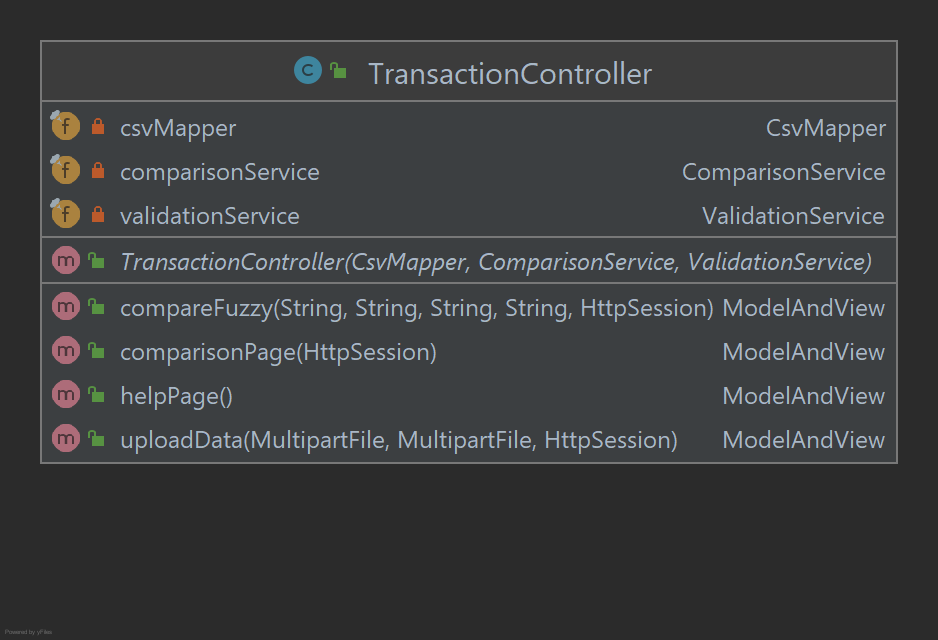 C TransactionController
f csvMapper CsvMapper
f comparisonService ComparisonService
f validationService ValidationService
m TransactionController(CsvMapper, ComparisonService, ValidationService)
m compareFuzzy(String, String, String, String, HttpSession) ModelAndView
m comparisonPage(HttpSession) ModelAndView
m helpPage() ModelAndView
m uploadData(MultipartFile, MultipartFile, HttpSession) ModelAndView
Powered by yFiles